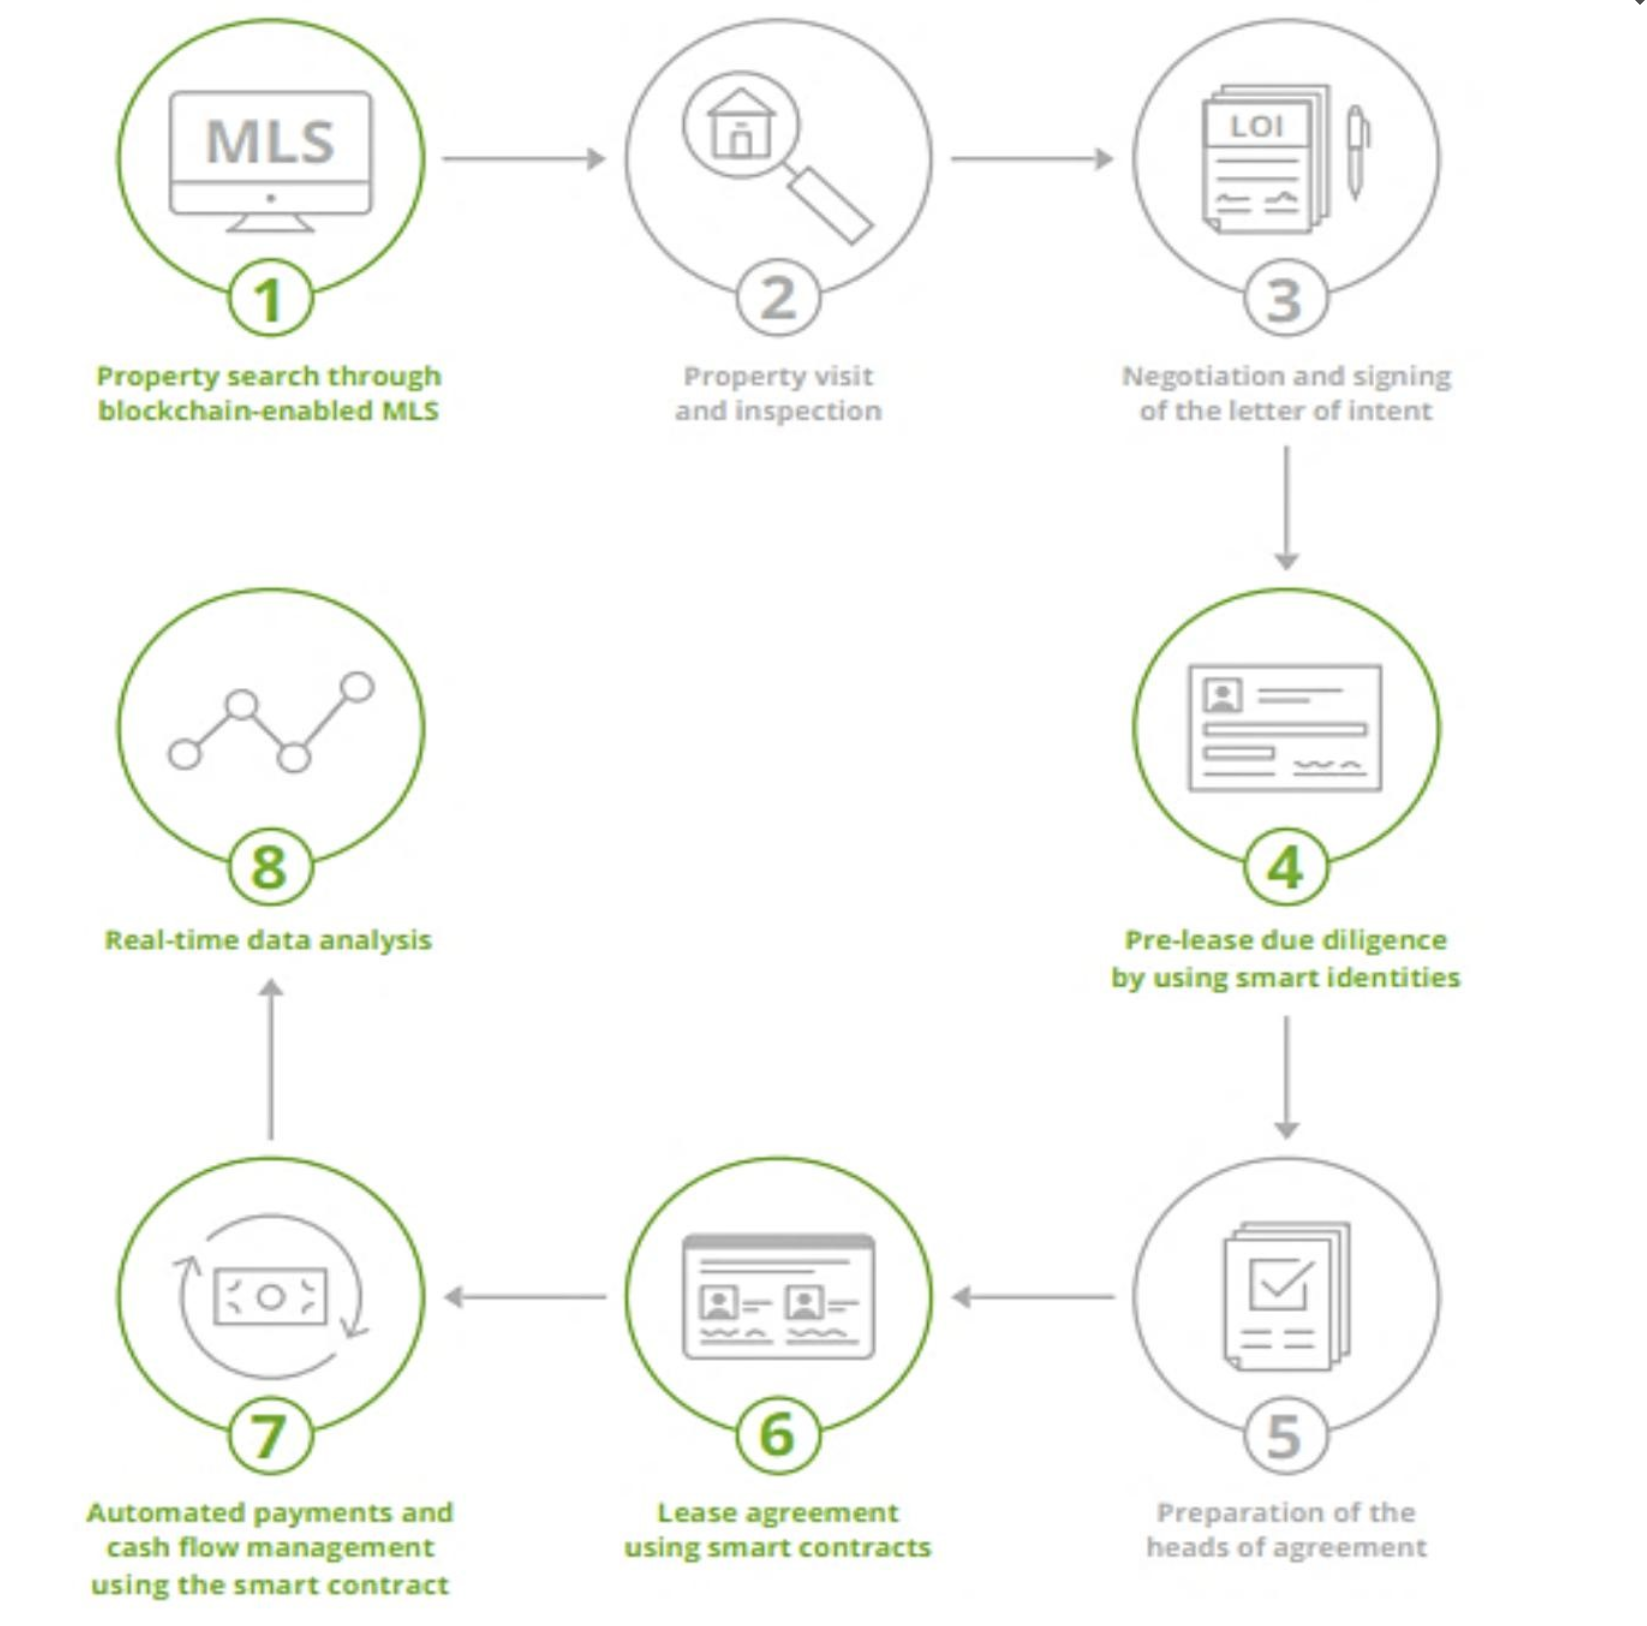 MLS
1
Property search through
blockchain-enabled MLS
2
Property visit
and inspection
LOI
3
Negotiation and signing
of the letter of intent
4
Pre-lease due diligence
by using smart identities
5
Preparation of the
heads of agreement
6
Lease agreement
using smart contracts
7
Automated payments and
cash flow management
using the smart contract
8
Real-time data analysis